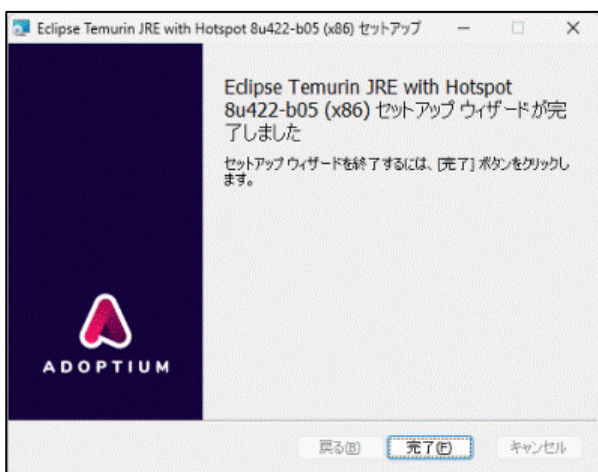 Eclipse Temurin JRE with Hotspot 8u422-b05 (x86) セットアップ
Eclipse Temurin JRE with Hotspot
8u422-b05 (x86) セットアップ ウィザードが完
了しました
セットアップ ウィザードを終了するには、[完了] ボタンをクリックし
ます。
ADOPTIUM
戻る(B) 完了(F) キャンセル